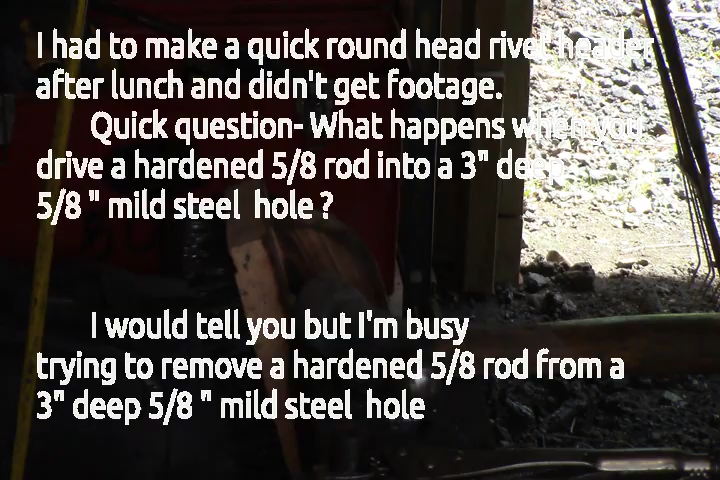 I had to make a quick round head rivet header
after lunch and didn't get footage.
Quick question- What happens when you
drive a hardened 5/8 rod into a 3" deep
5/8 " mild steel hole ?
I would tell you but I'm busy
trying to remove a hardened 5/8 rod from a
3" deep 5/8 " mild steel hole